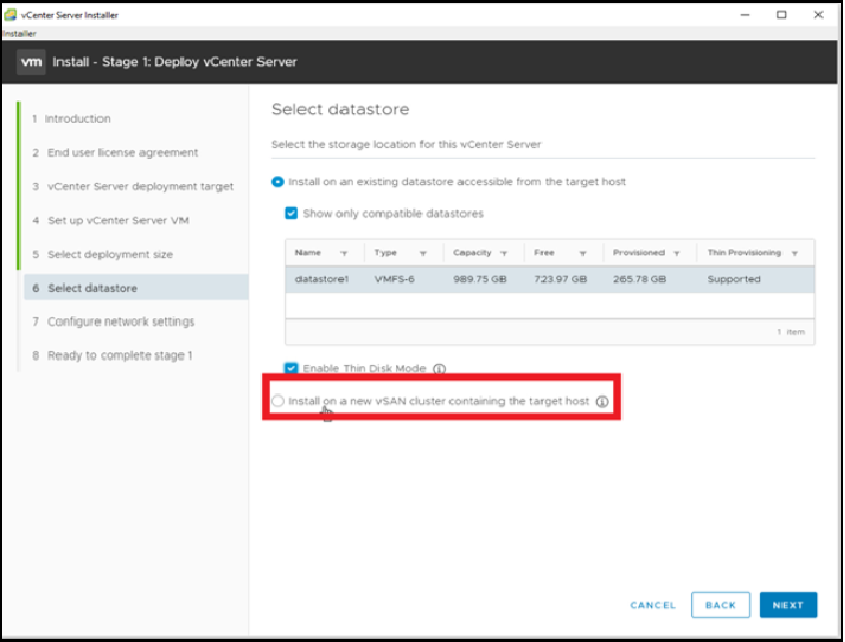 vCenter Server Installer
Installer
vm Install - Stage 1: Deploy vCenter Server
1 Introduction
2 End user license agreement
3 vCenter Server deployment target
4 Set up vCenter Server VM
5 Select deployment size
6 Select datastore
7 Configure network settings
8 Ready to complete stage 1
Select datastore
Select the storage location for this vCenter Server
Install on an existing datastore accessible from the target host
Show only compatible datastores
Name Type Capacity Free Provisioned Thin Provisioning
datastore1 VMFS-6 989.75 GB 723.97 GB 265.78 GB Supported
1 item
Enable Thin Disk Mode
Install on a new vSAN cluster containing the target host
CANCEL BACK NEXT